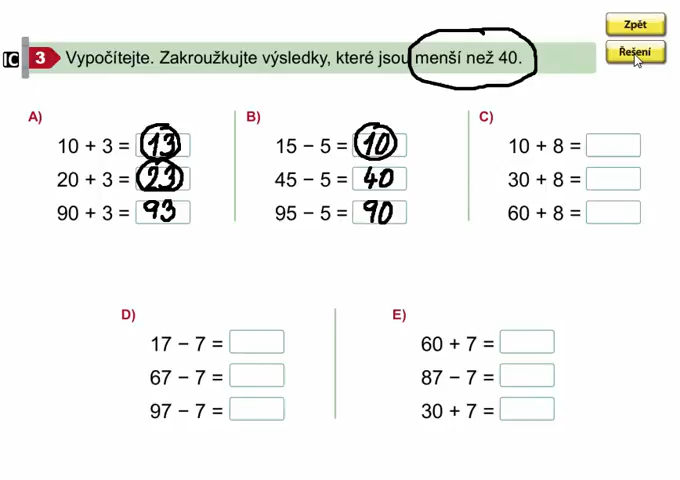 Zpět
3 Vypočítejte. Zakroužkujte výsledky, které jsou menší než 40.
Řešení
A)
10 + 3 = 13
20 + 3 = 23
90 + 3 = 93
B)
15 − 5 = 10
45 − 5 = 40
95 − 5 = 90
C)
10 + 8 =
30 + 8 =
60 + 8 =
D)
17 − 7 =
67 − 7 =
97 − 7 =
E)
60 + 7 =
87 − 7 =
30 + 7 =